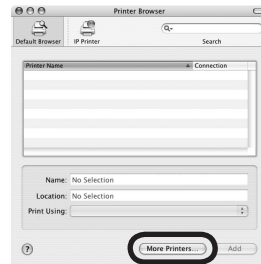 Printer Browser
Default Browser IP Printer Search
Printer Name Connection
Name: No Selection
Location: No Selection
Print Using:
? More Printers... Add